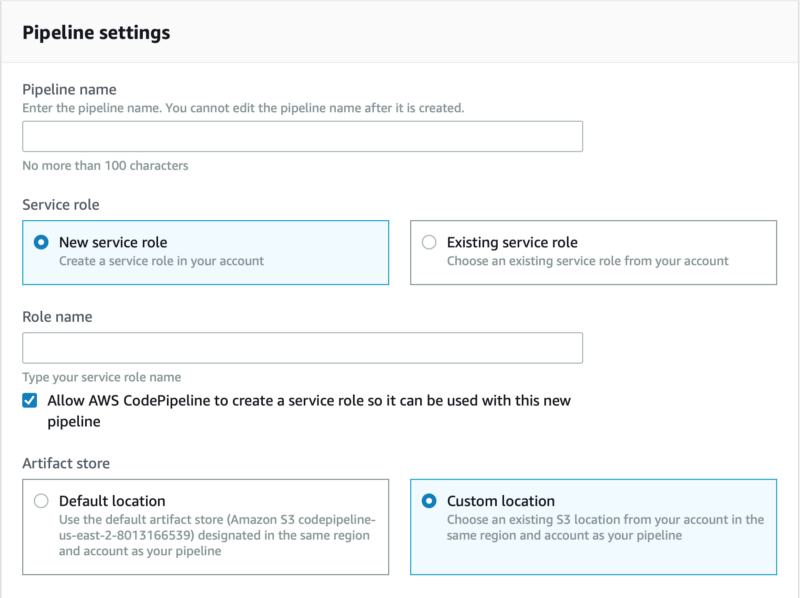 Pipeline settings
Pipeline name
Enter the pipeline name. You cannot edit the pipeline name after it is created.
No more than 100 characters
Service role
New service role
Create a service role in your account
Existing service role
Choose an existing service role from your account
Role name
Type your service role name
Allow AWS CodePipeline to create a service role so it can be used with this new
pipeline
Artifact store
Default location
Use the default artifact store (Amazon S3 codepipeline-
us-east-2-8013166539) designated in the same region
and account as your pipeline
Custom location
Choose an existing S3 location from your account in the
same region and account as your pipeline